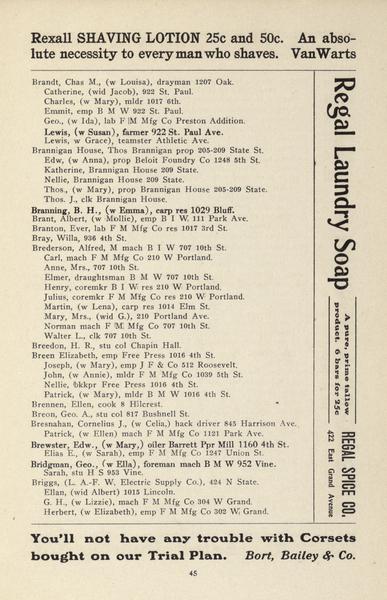 Rexall SHAVING LOTION 25c and 50c. An abso-
lute necessity to every man who shaves. VanWarts
Brandt, Chas M., (w Louisa), drayman 1207 Oak.
Catherine, (wid Jacob), 922 St. Paul.
Charles, (w Mary), mldr 1017 6th.
Emmit, emp B M W 922 St. Paul.
Geo., (w Ida), lab F M Mfg Co Preston Addition.
Lewis, (w Susan), farmer 922 St. Paul Ave.
Lewis, w Grace), teamster Athletic Ave.
Brannigan House, Thos Brannigan prop 205-209 State St.
Edw, (w Anna), prop Beloit Foundry Co 1248 5th St.
Katherine, Brannigan House 209 State.
Nellie, Brannigan House 209 State.
Thos., (w Mary), prop Brannigan House 205-209 State.
Thos. J., clk Brannigan House.
Branning, B. H., (w Emma), carp res 1029 Bluff.
Brant, Albert, (w Mollie), emp B I W. 111 Park Ave.
Branton, Ever, lab F M Mfg Co res 1017 3rd St.
Bray, Willa, 936 4th St.
Brederson, Alfred, M mach B I W 707 10th St.
Carl, mach F M Mfg Co 210 W Portland.
Anne, Mrs., 707 10th St.
Elmer, draughtsman B M W 707 10th St.
Henry, coremkr B I W res 210 W Portland.
Julius, coremkr F M Mfg Co res 210 W Portland.
Martin, (w Lena), carp res 1014 Elm St.
Mary, Mrs., (wid G.), 210 Portland Ave.
Norman mach F M Mfg Co 707 10th St.
Walter L., clk 707 10th St.
Breedon, H. R., stu col Chapin Hall.
Breen Elizabeth, emp Free Press 1016 4th St.
Joseph, (w Mary), emp J F & Co 512 Roosevelt.
John, (w Annie), mldr F M Mfg Co 1039 5th St.
Nellie, bkkpr Free Press 1016 4th St.
Patrick, (w Mary), mldr B M W 1016 4th St.
Brennen, Ellen, cook 8 Hilcrest.
Breon, Geo. A., stu col 817 Bushnell St.
Bresnahan, Cornelius J., (w Celia,) hack driver 845 Harrison Ave.
Patrick, (w Ellen) mach F M Mfg Co 1121 Park Ave.
Brewster, Edw., (w Mary,) oiler Barrett Ppr Mill 1160 4th St.
Elias E., (w Sarah), emp F M Mfg Co 1247 Union St.
Bridgman, Geo., (w Ella), foreman mach B M W 952 Vine.
Sarah, stu H S 953 Vine.
Briggs, (L. A.-F. W. Electric Supply Co.), 424 N State.
Ellan, (wid Albert) 1015 Lincoln.
G. H., (w Lizzie), mach F M Mfg Co 304 W Grand.
Herbert, (w Elizabeth), emp F M Mfg Co 302 W Grand.
Regal Laundry Soap
A pure, prime tallow
product. 6 bars for 25c
REGAL SPICE CO.
422 East Grand Avenue
You'll not have any trouble with Corsets
bought on our Trial Plan. Bort, Bailey & Co.
45